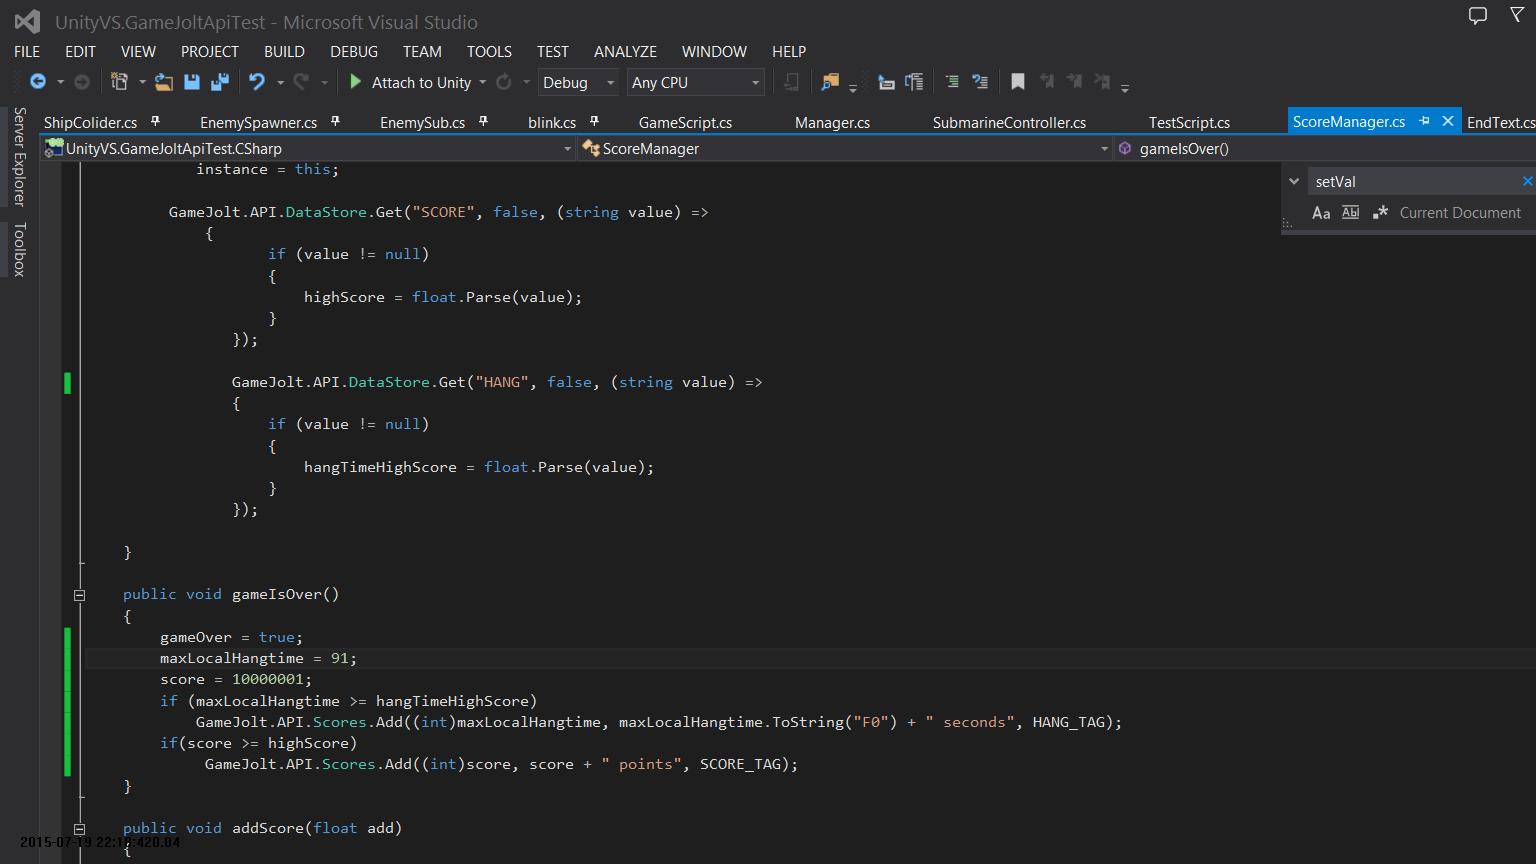 UnityVS.GameJoltApiTest - Microsoft Visual Studio
FILE EDIT VIEW PROJECT BUILD DEBUG TEAM TOOLS TEST ANALYZE WINDOW HELP
Attach to Unity Debug Any CPU
Server Explorer
Toolbox
ShipColider.cs EnemySpawner.cs EnemySub.cs blink.cs GameScript.cs Manager.cs SubmarineController.cs TestScript.cs ScoreManager.cs EndText.cs
UnityVS.GameJoltApiTest.CSharp ScoreManager gameIsOver()
setVal
Aa Abl .* Current Document
instance = this;
GameJolt.API.DataStore.Get("SCORE", false, (string value) =>
{
if (value != null)
{
highScore = float.Parse(value);
}
});
GameJolt.API.DataStore.Get("HANG", false, (string value) =>
{
if (value != null)
{
hangTimeHighScore = float.Parse(value);
}
});
}
public void gameIsOver()
{
gameOver = true;
maxLocalHangtime = 91;
score = 10000001;
if (maxLocalHangtime >= hangTimeHighScore)
GameJolt.API.Scores.Add((int)maxLocalHangtime, maxLocalHangtime.ToString("F0") + " seconds", HANG_TAG);
if(score >= highScore)
GameJolt.API.Scores.Add((int)score, score + " points", SCORE_TAG);
}
public void addScore(float add)
{
2015-07-19